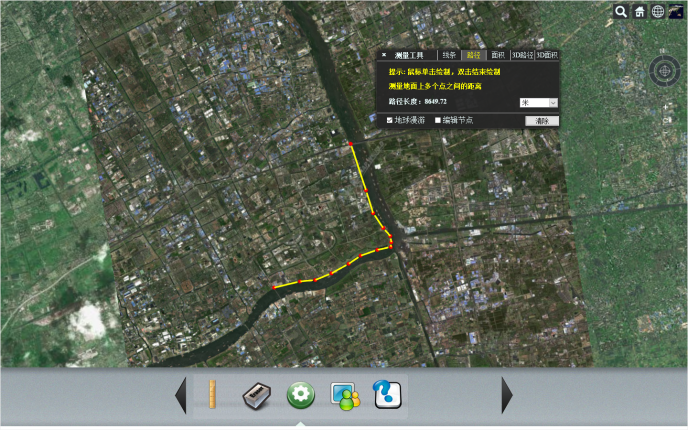 测量工具 线条 路径 面积 3D路径 3D面积
提示: 鼠标单击绘制，双击结束绘制
测量地面上多个点之间的距离
路径长度：8649.72 米
地球漫游 编辑节点 清除